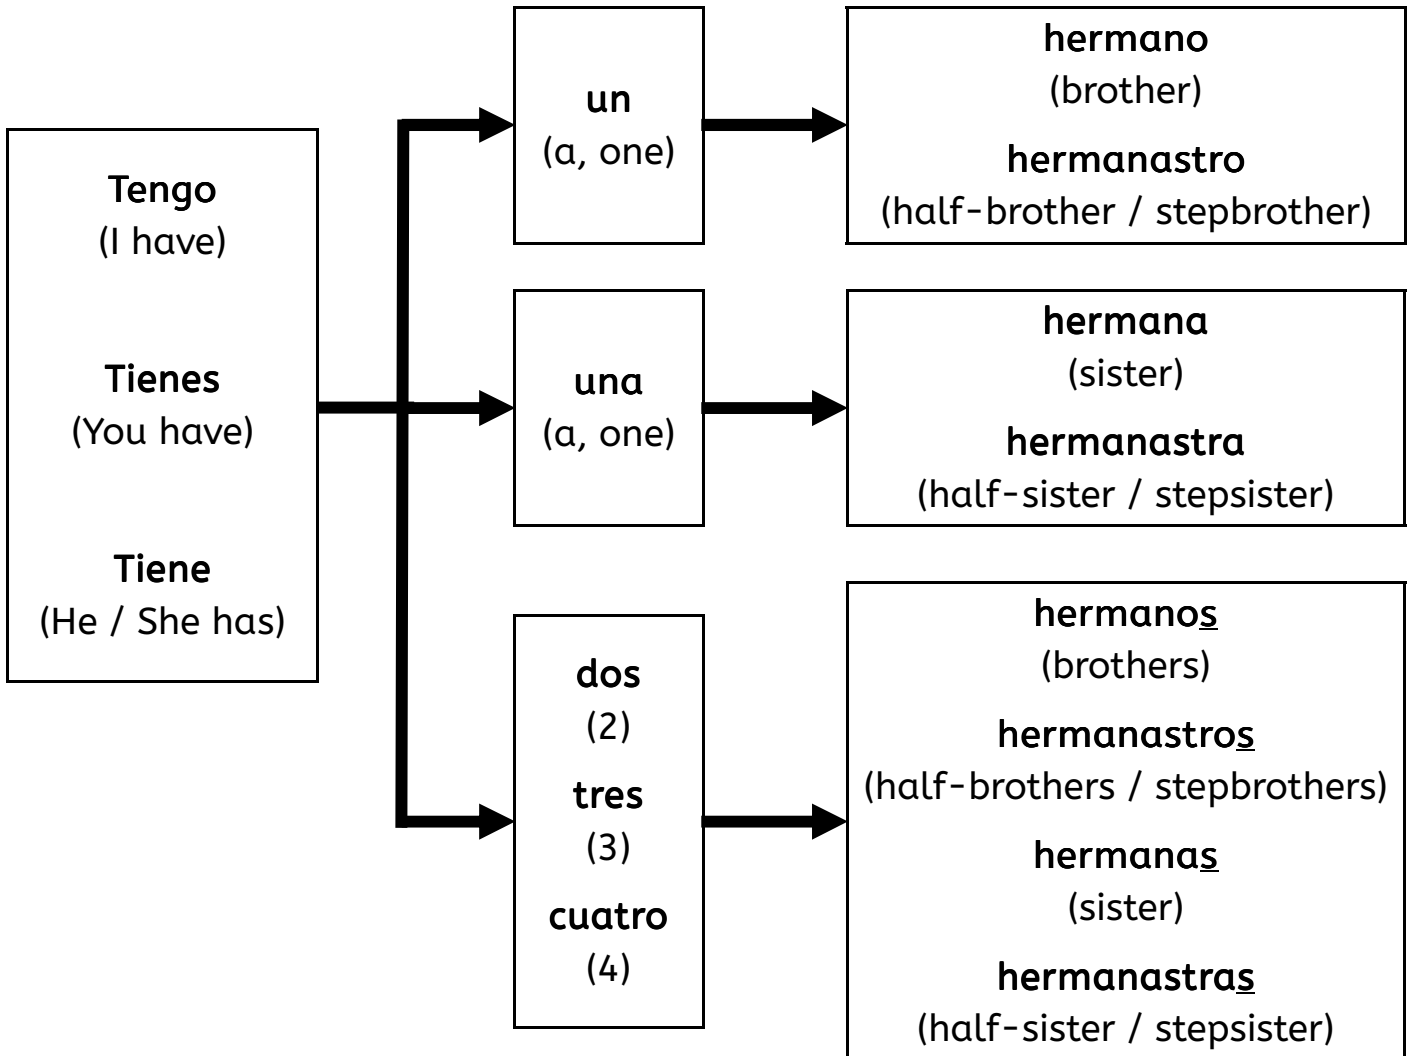 Tengo
(I have)
Tienes
(You have)
Tiene
(He / She has)
un
(a, one)
hermano
(brother)
hermanastro
(half-brother / stepbrother)
una
(a, one)
hermana
(sister)
hermanastra
(half-sister / stepsister)
dos
(2)
tres
(3)
cuatro
(4)
hermanos
(brothers)
hermanastros
(half-brothers / stepbrothers)
hermanas
(sister)
hermanastras
(half-sister / stepsister)